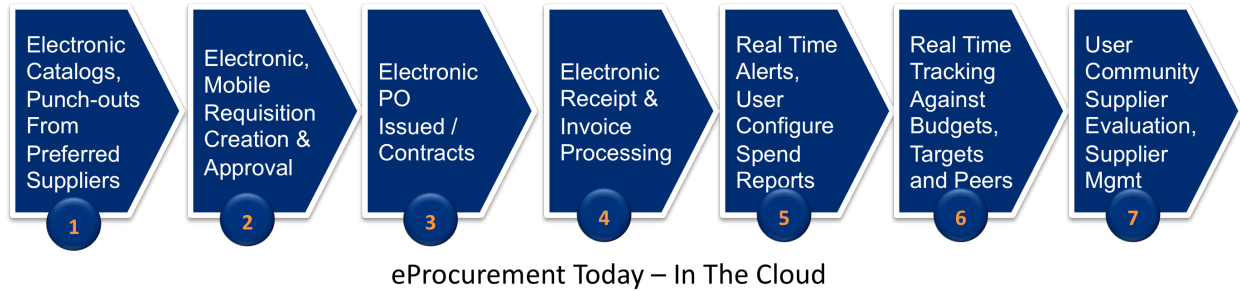 Electronic
Catalogs,
Punch-outs
From
Preferred
Suppliers
1
Electronic,
Mobile
Requisition
Creation &
Approval
2
Electronic
PO
Issued /
Contracts
3
Electronic
Receipt &
Invoice
Processing
4
Real Time
Alerts,
User
Configure
Spend
Reports
5
Real Time
Tracking
Against
Budgets,
Targets
and Peers
6
User
Community
Supplier
Evaluation,
Supplier
Mgmt
7
eProcurement Today – In The Cloud